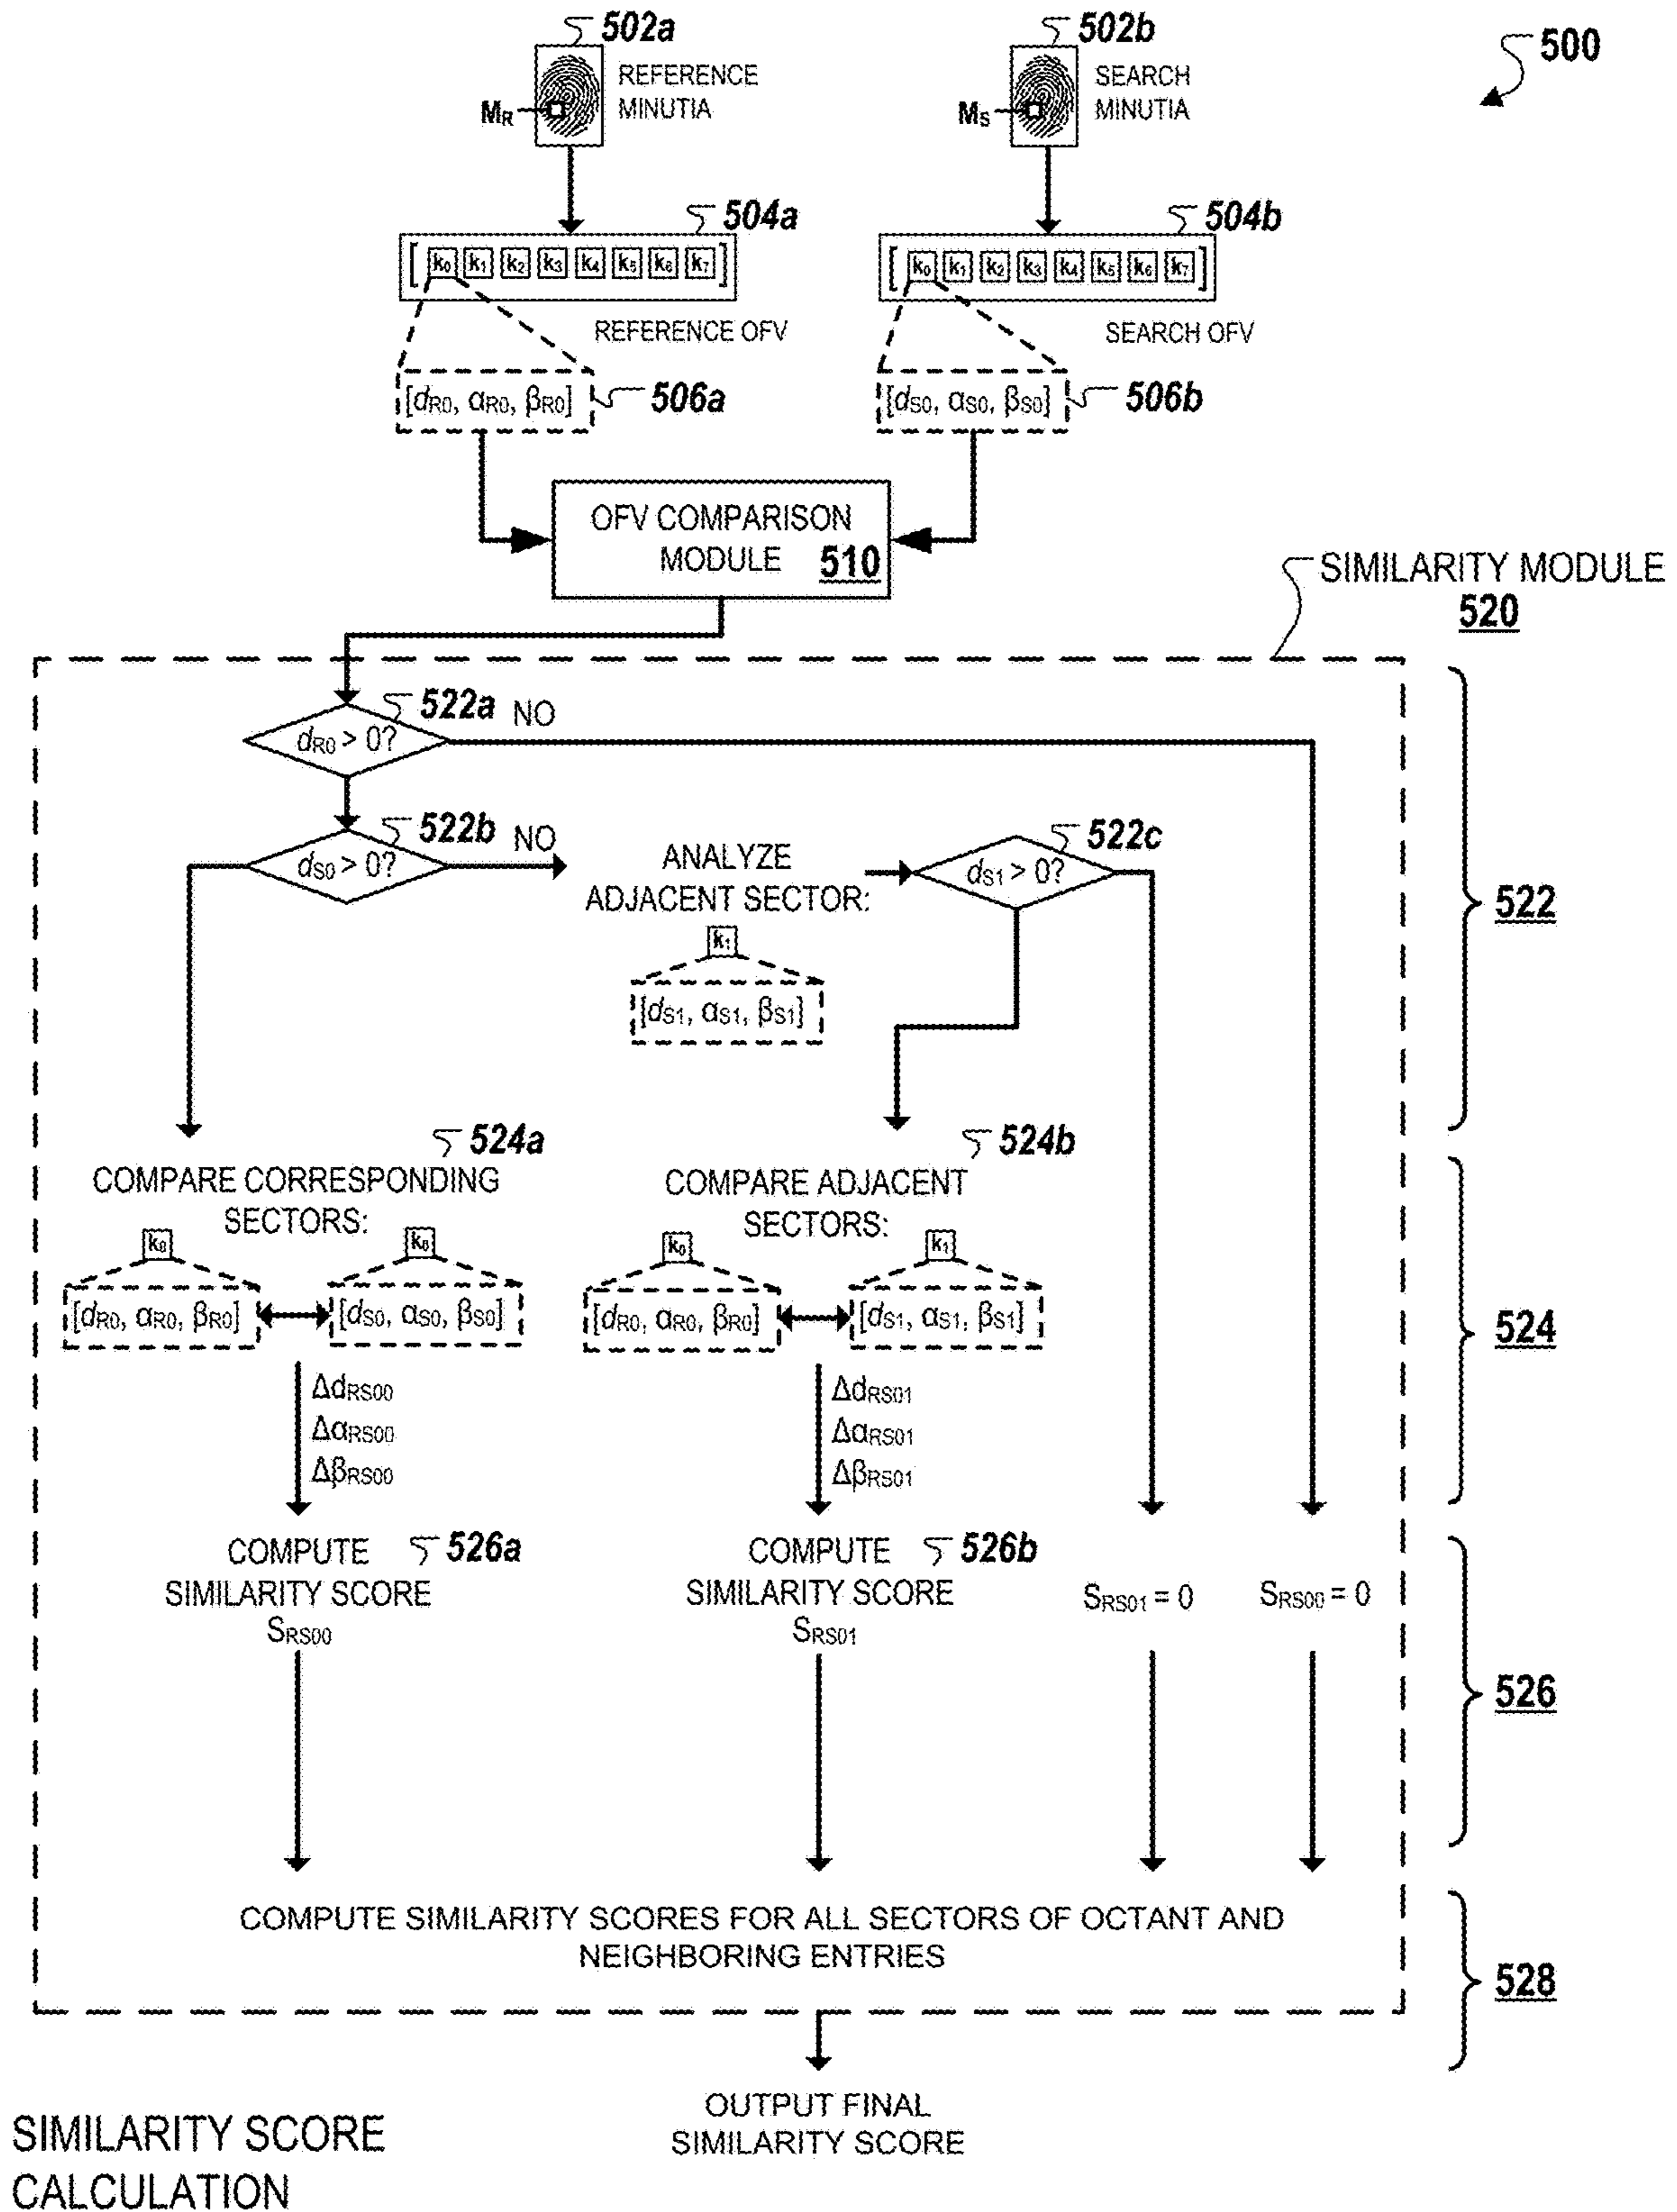 502a
502b
500
REFERENCE
MINUTIA
MR
SEARCH
MINUTIA
MS
504a
504b
[ k0 k1 k2 k3 k4 k5 k6 k7 ]
[ k0 k1 k2 k3 k4 k5 k6 k7 ]
REFERENCE OFV
SEARCH OFV
[dR0, αR0, βR0]
506a
[dS0, αS0, βS0]
506b
OFV COMPARISON
MODULE 510
SIMILARITY MODULE
520
522a
NO
dR0 > 0?
522b
NO
dS0 > 0?
ANALYZE
ADJACENT SECTOR:
522c
dS1 > 0?
k1
[dS1, αS1, βS1]
522
524a
COMPARE CORRESPONDING
SECTORS:
k0
k0
[dR0, αR0, βR0]
[dS0, αS0, βS0]
ΔdRS00
ΔαRS00
ΔβRS00
524b
COMPARE ADJACENT
SECTORS:
k0
k1
[dR0, αR0, βR0]
[dS1, αS1, βS1]
ΔdRS01
ΔαRS01
ΔβRS01
524
COMPUTE 526a
SIMILARITY SCORE
SRS00
COMPUTE 526b
SIMILARITY SCORE
SRS01
SRS01 = 0
SRS00 = 0
526
COMPUTE SIMILARITY SCORES FOR ALL SECTORS OF OCTANT AND
NEIGHBORING ENTRIES
528
OUTPUT FINAL
SIMILARITY SCORE
SIMILARITY SCORE
CALCULATION